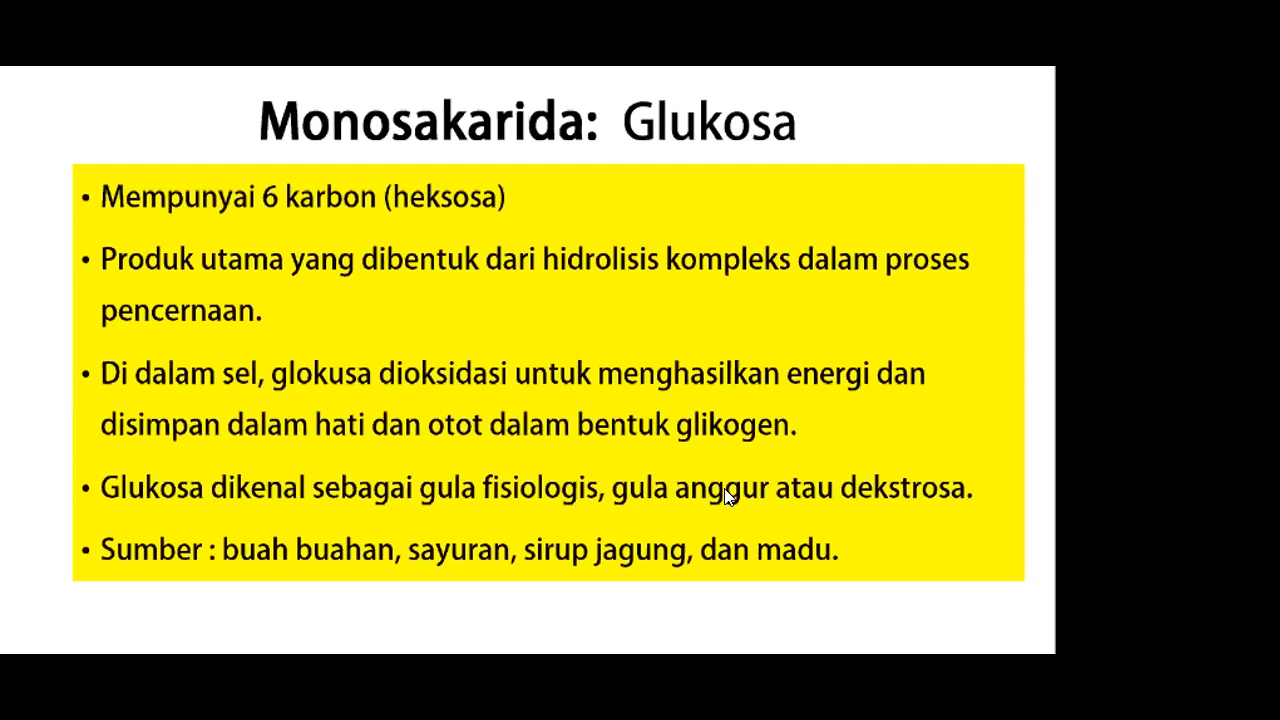 Monosakarida: Glukosa
• Mempunyai 6 karbon (heksosa)
• Produk utama yang dibentuk dari hidrolisis kompleks dalam proses
pencernaan.
• Di dalam sel, glokusa dioksidasi untuk menghasilkan energi dan
disimpan dalam hati dan otot dalam bentuk glikogen.
• Glukosa dikenal sebagai gula fisiologis, gula anggur atau dekstrosa.
• Sumber : buah buahan, sayuran, sirup jagung, dan madu.